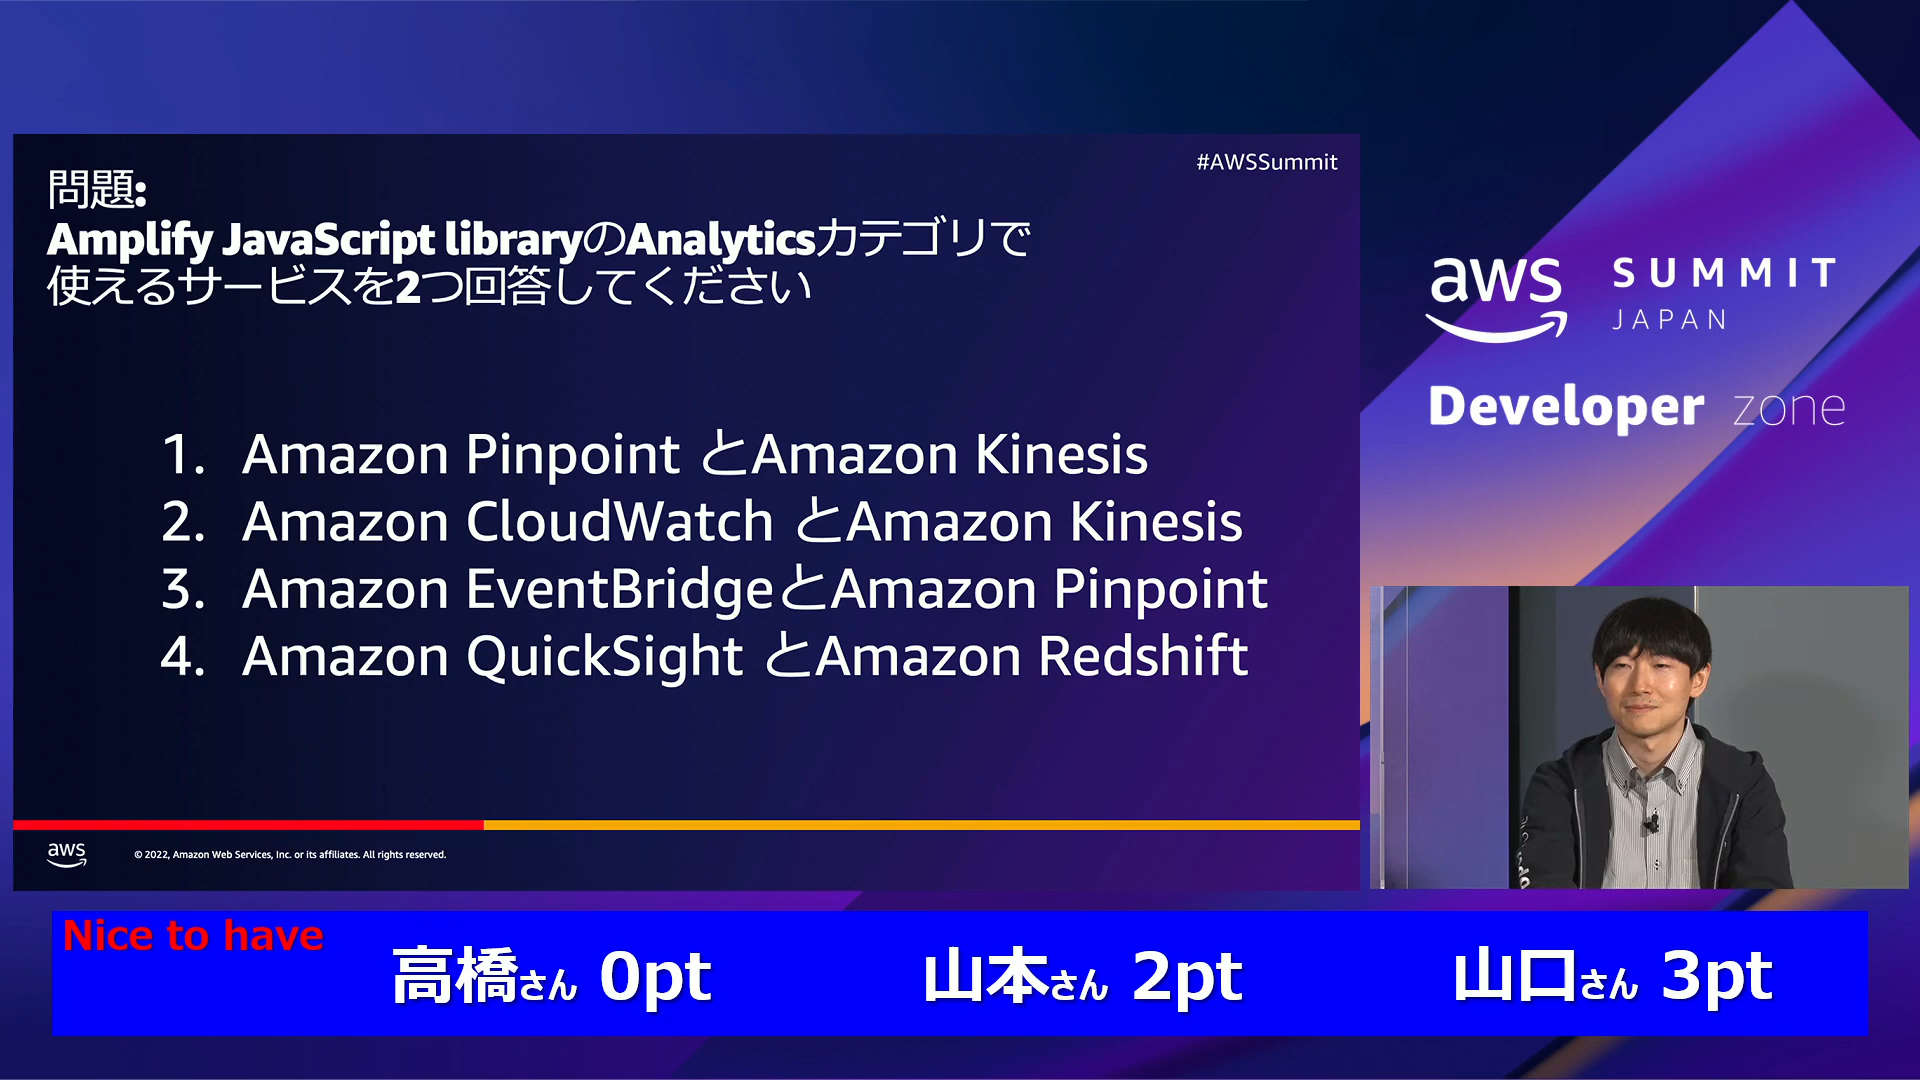 #AWSSummit
問題:
Amplify JavaScript libraryのAnalyticsカテゴリで
使えるサービスを2つ回答してください
1. Amazon Pinpoint とAmazon Kinesis
2. Amazon CloudWatch とAmazon Kinesis
3. Amazon EventBridgeとAmazon Pinpoint
4. Amazon QuickSight とAmazon Redshift
aws
© 2022, Amazon Web Services, Inc. or its affiliates. All rights reserved.
aws SUMMIT
JAPAN
Developer zone
Nice to have
高橋さん 0pt 山本さん 2pt 山口さん 3pt